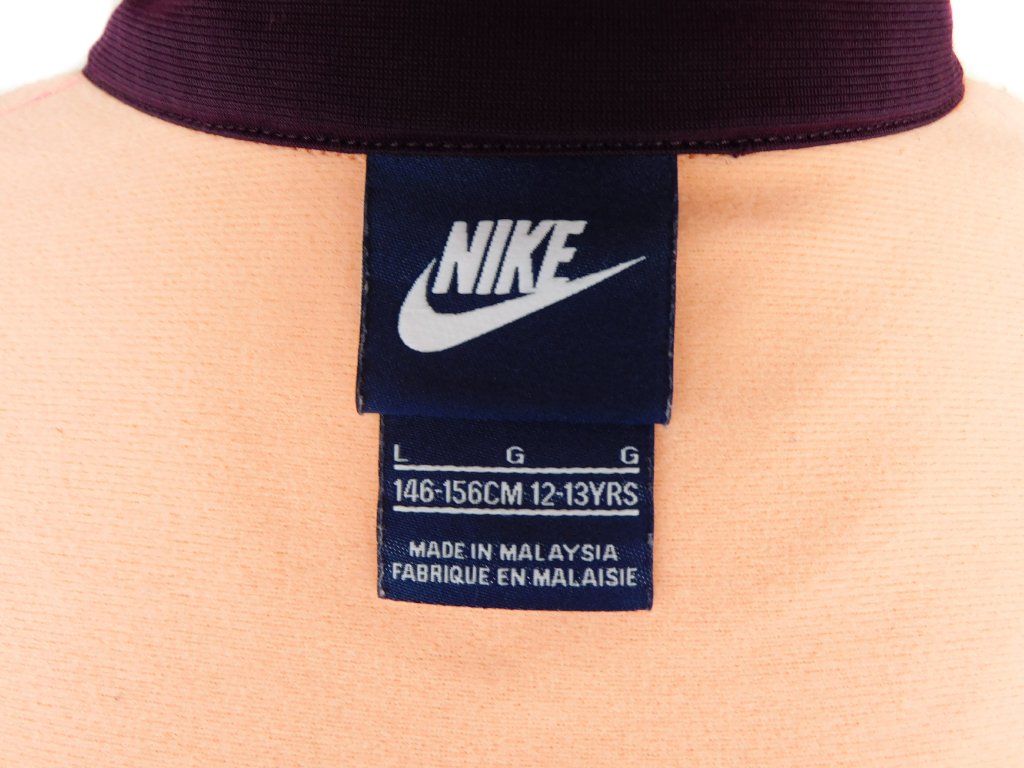 NIKE
L G G
146-156CM 12-13YRS
MADE IN MALAYSIA
FABRIQUE EN MALAISIE